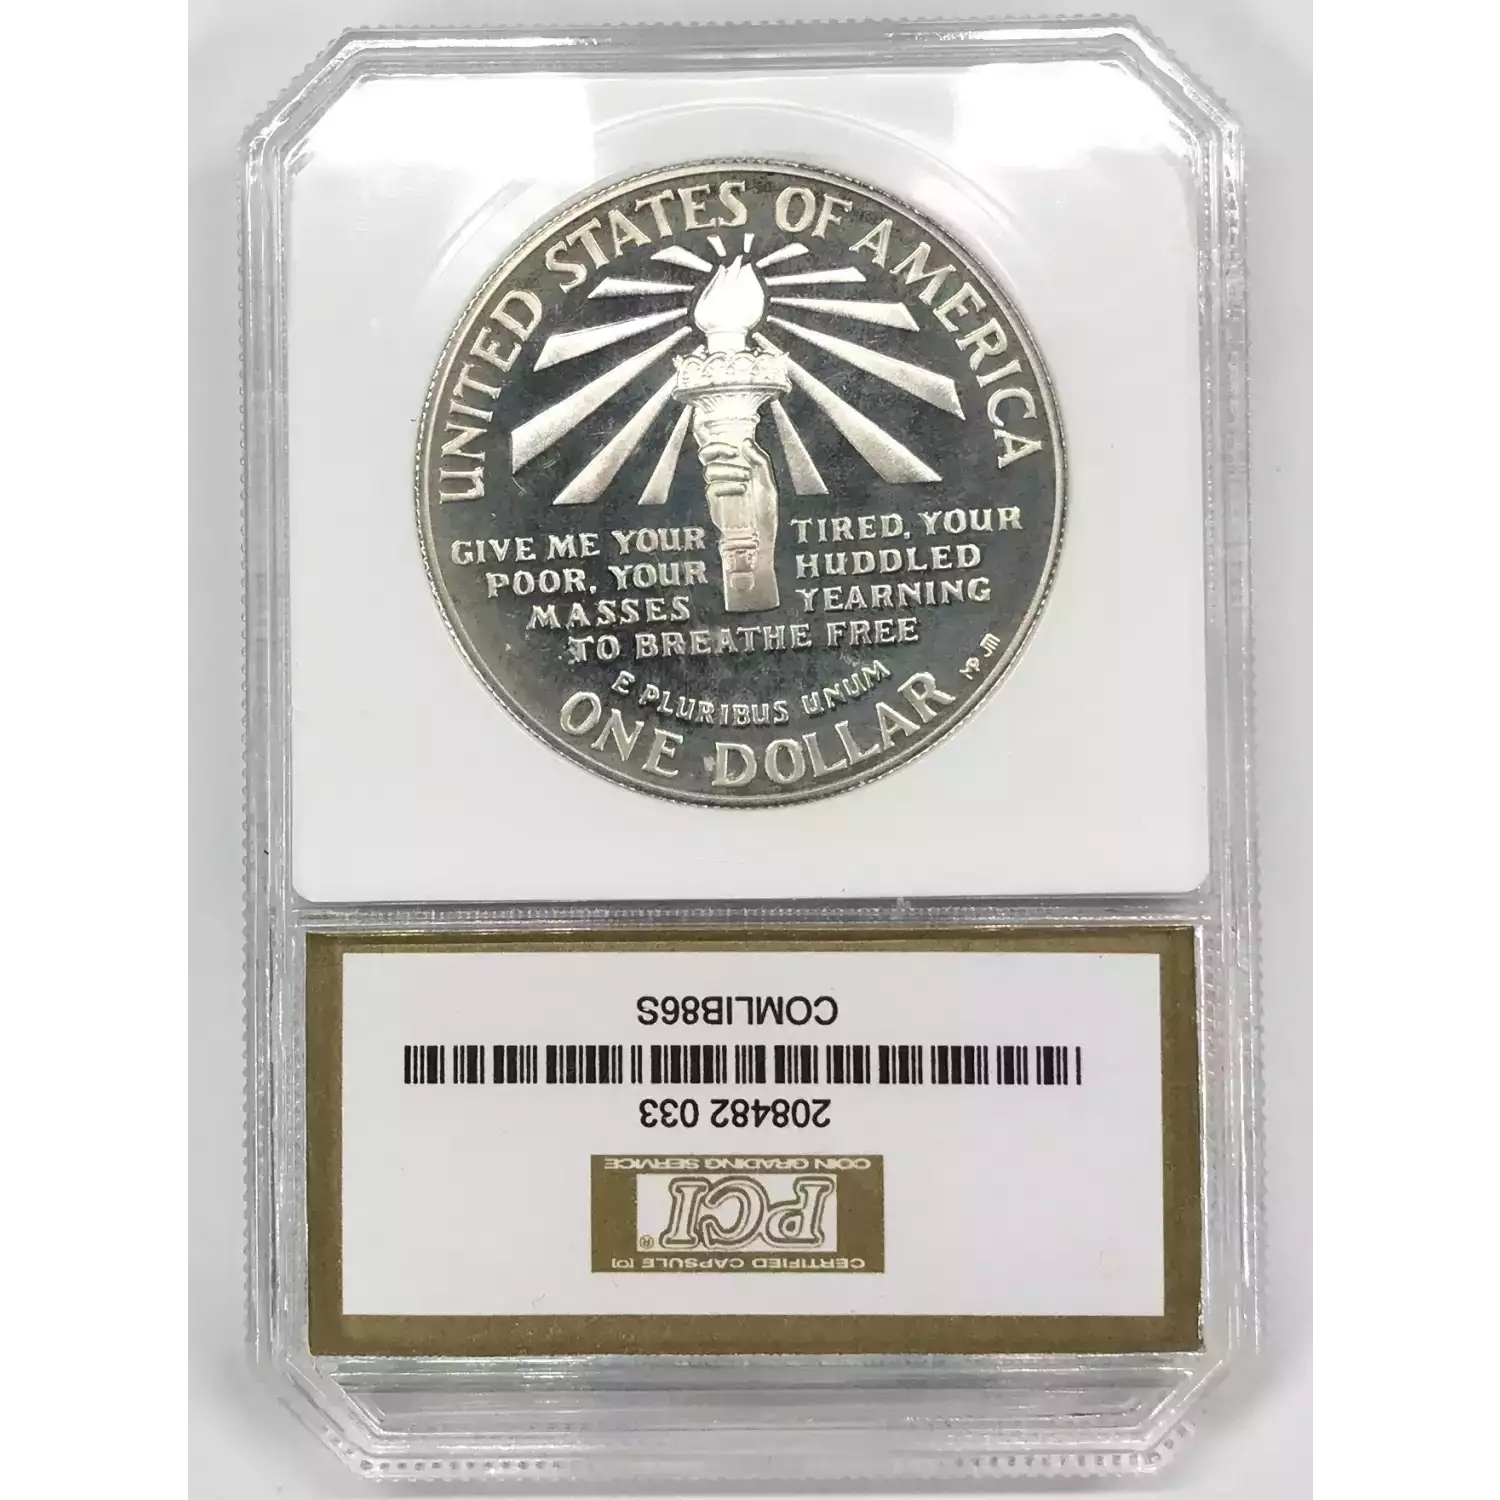 UNITED STATES OF AMERICA
GIVE ME YOUR TIRED, YOUR
POOR, YOUR HUDDLED
MASSES YEARNING
TO BREATHE FREE
E PLURIBUS UNUM
ONE DOLLAR
CERTIFIED CAPSULE [O]
PCI®
COIN GRADING SERVICE
208482 033
COMLIB86S